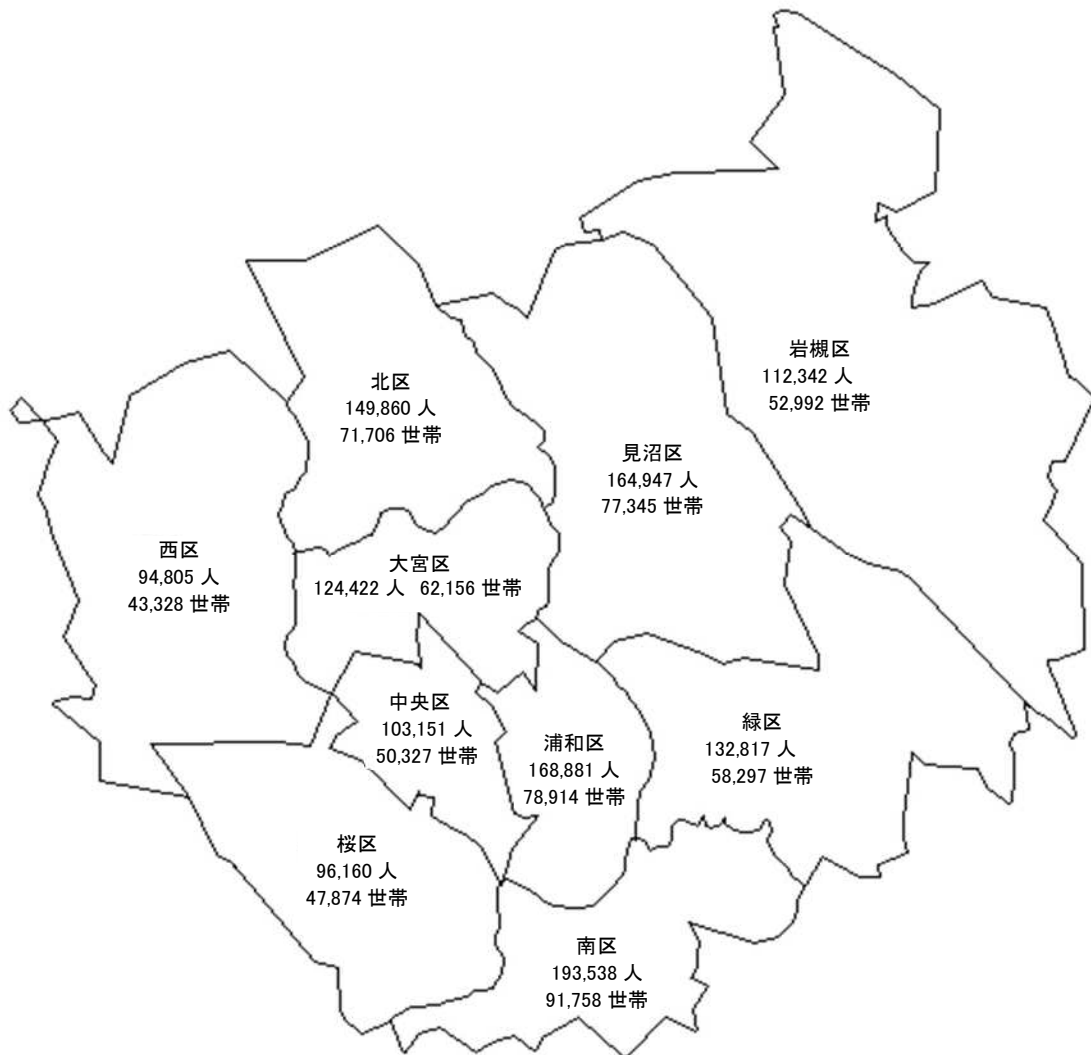 岩槻区
112,342 人
52,992 世帯
北区
149,860 人
71,706 世帯
見沼区
164,947 人
77,345 世帯
西区
94,805 人
43,328 世帯
大宮区
124,422 人 62,156 世帯
中央区
103,151 人
50,327 世帯
浦和区
168,881 人
78,914 世帯
緑区
132,817 人
58,297 世帯
桜区
96,160 人
47,874 世帯
南区
193,538 人
91,758 世帯